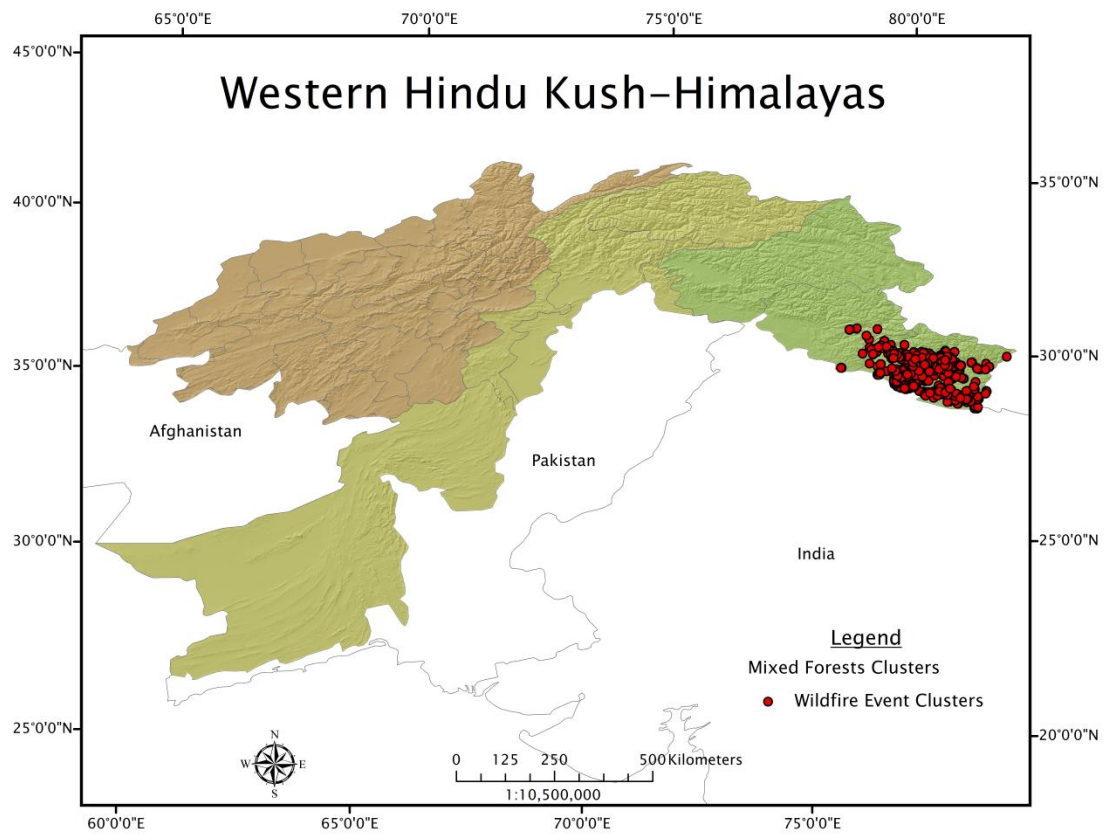 65°0'0"E 70°0'0"E 75°0'0"E 80°0'0"E
45°0'0"N
Western Hindu Kush-Himalayas
40°0'0"N
35°0'0"N
35°0'0"N
30°0'0"N
Afghanistan
Pakistan
30°0'0"N
25°0'0"N
India
Legend
Mixed Forests Clusters
Wildfire Event Clusters
25°0'0"N
20°0'0"N
N
W E
S
0 125 250 500 Kilometers
1:10,500,000
60°0'0"E 65°0'0"E 70°0'0"E 75°0'0"E